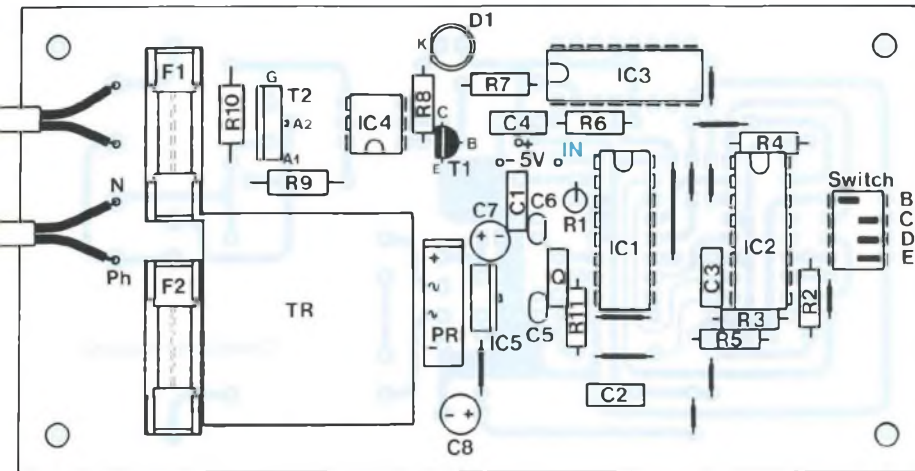 D1
K
F1
G
T2
R10
A2
A1
IC4
R8
C
B
E
T1
R7
IC3
C4
R6
+
- 5V
IN
R4
Switch
B
C
D
E
R9
N
Ph
C7
+ -
C1
C6
R1
IC1
IC2
C3
R2
F2
TR
+
~
~
-
PR
IC5
Q
C5
R11
R3
R5
C2
- +
C8